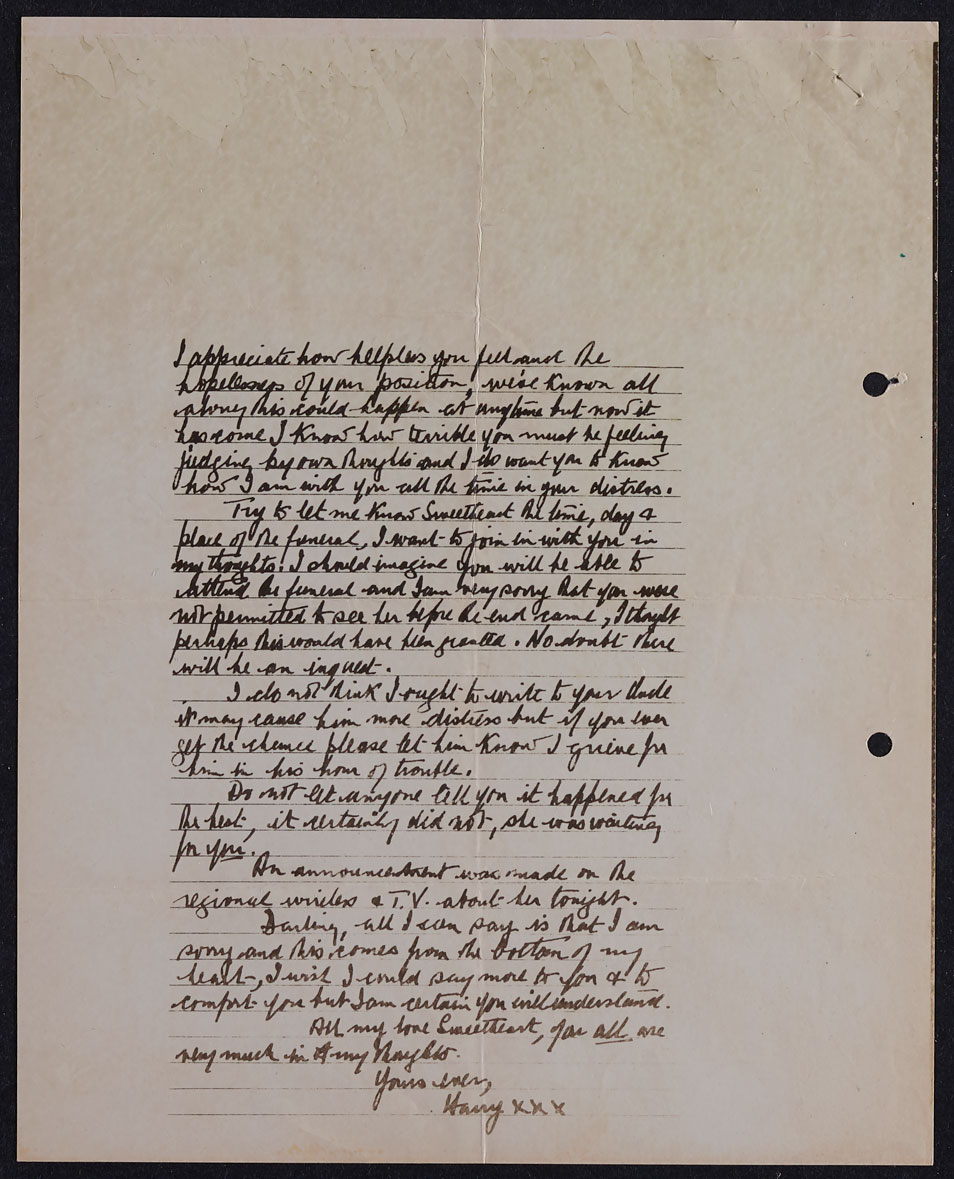 I appreciate how helpless you feel and the
hopelessness of your position, we've known all
along this could happen at anytime but now it
has come I know how terrible you must be feeling
judging by own thoughts and I do want you to know
how I am with you all the time in your distress.
Try to let me know Sweetheart the time, day &
place of the funeral, I want to join in with you in
my thoughts. I should imagine you will be able to
attend the funeral and I am very sorry that you were
not permitted to see her before the end came, I thought
perhaps this would have been granted. No doubt there
will be an inquest.
I do not think I ought to write to your Uncle
it may cause him more distress but if you ever
get the chance please let him know I grieve for
him in his hour of trouble.
Do not let anyone tell you it happened for
the best, it certainly did not, she was waiting
for you.
An announcement was made on the
regional wireless & T.V. about her tonight.
Darling, all I can say is that I am
sorry and this comes from the bottom of my
heart, I wish I could say more to you & to
comfort you but I am certain you will understand.
All my love Sweetheart, you all are
very much in my thoughts.
Yours ever,
Harry xxx